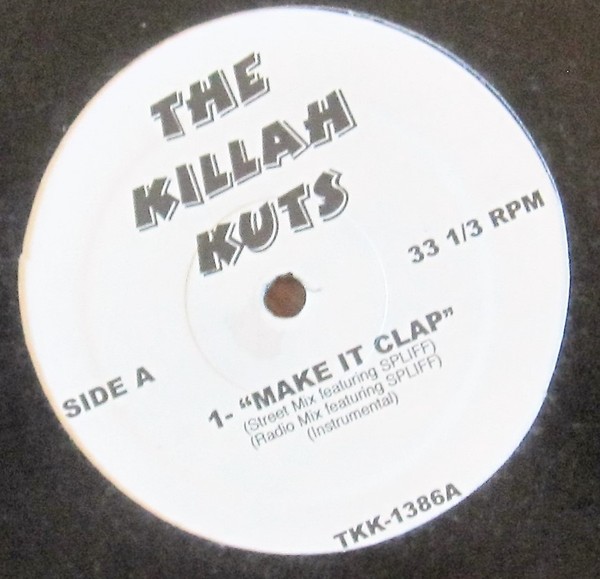 THE
KILLAH
KUTS
33 1/3 RPM
SIDE A
1- “MAKE IT CLAP”
(Street Mix featuring SPLIFF)
(Radio Mix featuring SPLIFF)
(Instrumental)
TKK-1386A